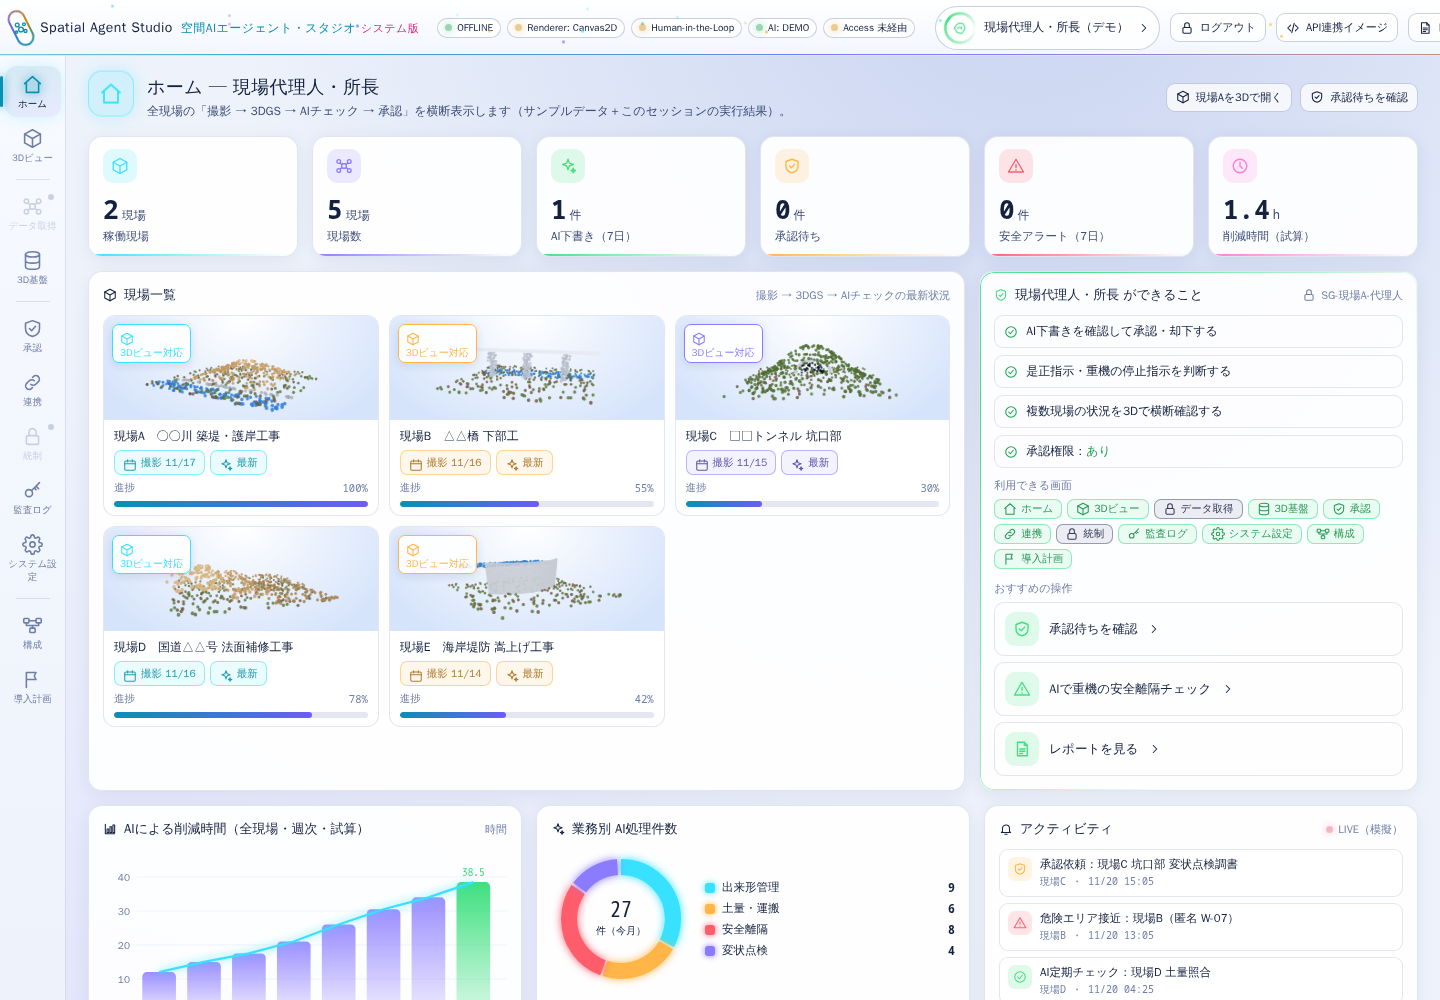 Spatial Agent Studio 空間AIエージェント・スタジオ システム版
OFFLINE
Renderer: Canvas2D
Human-in-the-Loop
AI: DEMO
Access 未経由
現場代理人・所長（デモ）
ログアウト
API連携イメージ
ホーム
3Dビュー
データ取得
3D基盤
承認
連携
統制
監査ログ
システム設定
構成
導入計画
ホーム — 現場代理人・所長
全現場の「撮影 → 3DGS → AIチェック → 承認」を横断表示します（サンプルデータ＋このセッションの実行結果）。
現場Aを3Dで開く
承認待ちを確認
2 現場
稼働現場
5 現場
現場数
1 件
AI下書き（7日）
0 件
承認待ち
0 件
安全アラート（7日）
1.4 h
削減時間（試算）
現場一覧
撮影 → 3DGS → AIチェックの最新状況
3Dビュー対応
現場A　〇〇川 築堤・護岸工事
撮影 11/17
最新
進捗 100%
3Dビュー対応
現場B　△△橋 下部工
撮影 11/16
最新
進捗 55%
3Dビュー対応
現場C　□□トンネル 坑口部
撮影 11/15
最新
進捗 30%
3Dビュー対応
現場D　国道△△号 法面補修工事
撮影 11/16
最新
進捗 78%
3Dビュー対応
現場E　海岸堤防 嵩上げ工事
撮影 11/14
最新
進捗 42%
現場代理人・所長 ができること
SG-現場A-代理人
AI下書きを確認して承認・却下する
是正指示・重機の停止指示を判断する
複数現場の状況を3Dで横断確認する
承認権限：あり
利用できる画面
ホーム 3Dビュー データ取得 3D基盤 承認
連携 統制 監査ログ システム設定 構成
導入計画
おすすめの操作
承認待ちを確認
AIで重機の安全離隔チェック
レポートを見る
AIによる削減時間（全現場・週次・試算）
時間
38.5
40
30
20
10
業務別 AI処理件数
27
件（今月）
出来形管理 9
土量・運搬 6
安全離隔 8
変状点検 4
アクティビティ
LIVE（模擬）
承認依頼：現場C 坑口部 変状点検調書
現場C ・ 11/20 15:05
危険エリア接近：現場B（匿名 W-07）
現場B ・ 11/20 13:05
AI定期チェック：現場D 土量照合
現場D ・ 11/20 04:25